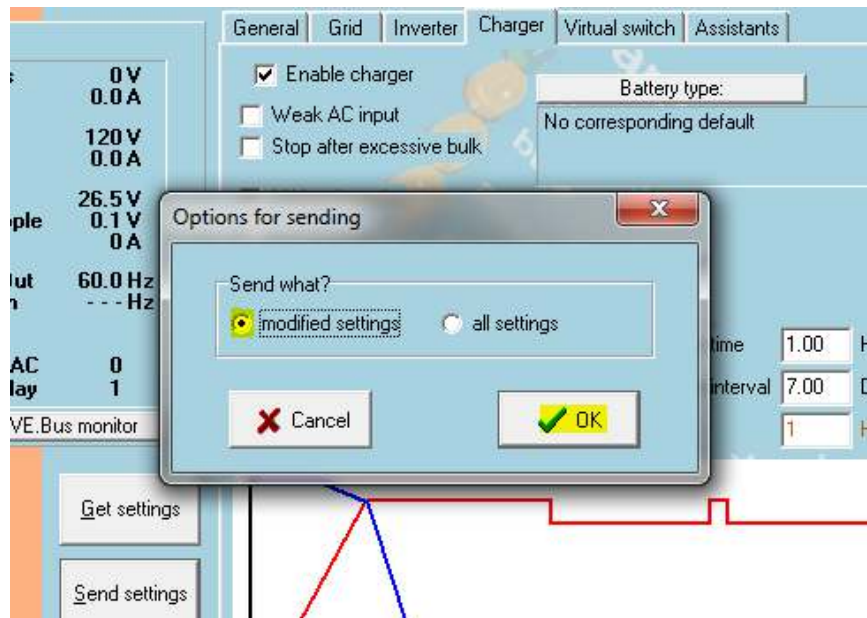 General Grid Inverter Charger Virtual switch Assistants
0 V
0.0 A
120 V
0.0 A
26.5 V
0.1 V
0 A
60.0 Hz
- - - Hz
AC 0
1
VE.Bus monitor
Get settings
Send settings
Enable charger
Weak AC input
Stop after excessive bulk
Battery type:
No corresponding default
Options for sending
Send what?
modified settings all settings
Cancel OK
time 1.00
interval 7.00
1